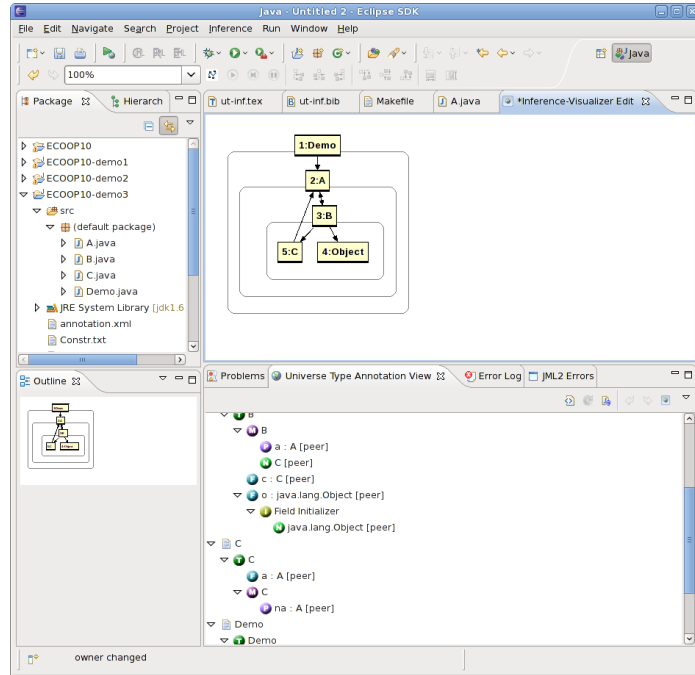 Java - Untitled 2 - Eclipse SDK
File Edit Navigate Search Project Inference Run Window Help
Java
100%
Package Hierarch
ut-inf.tex ut-inf.bib Makefile A.java *Inference-Visualizer Edit
ECOOP10
ECOOP10-demo1
ECOOP10-demo2
ECOOP10-demo3
src
(default package)
A.java
B.java
C.java
Demo.java
JRE System Library [jdk1.6
annotation.xml
Constr.txt
1:Demo
2:A
3:B
5:C 4:Object
Outline
Problems Universe Type Annotation View Error Log JML2 Errors
B
B
a : A [peer]
C [peer]
c : C [peer]
o : java.lang.Object [peer]
Field Initializer
java.lang.Object [peer]
C
C
a : A [peer]
C
na : A [peer]
Demo
Demo
owner changed